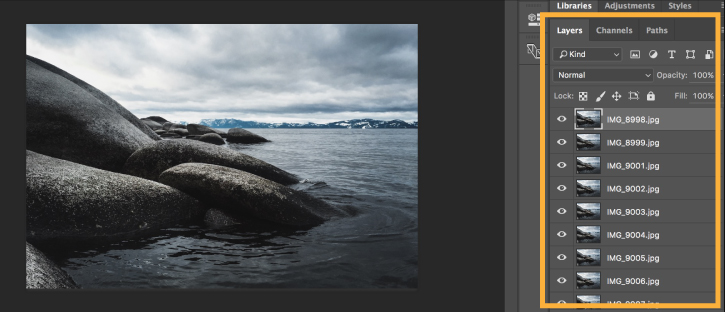 Libraries Adjustments Styles
Layers Channels Paths
Kind
Normal Opacity: 100%
Lock: Fill: 100%
IMG_8998.jpg
IMG_8999.jpg
IMG_9001.jpg
IMG_9002.jpg
IMG_9003.jpg
IMG_9004.jpg
IMG_9005.jpg
IMG_9006.jpg